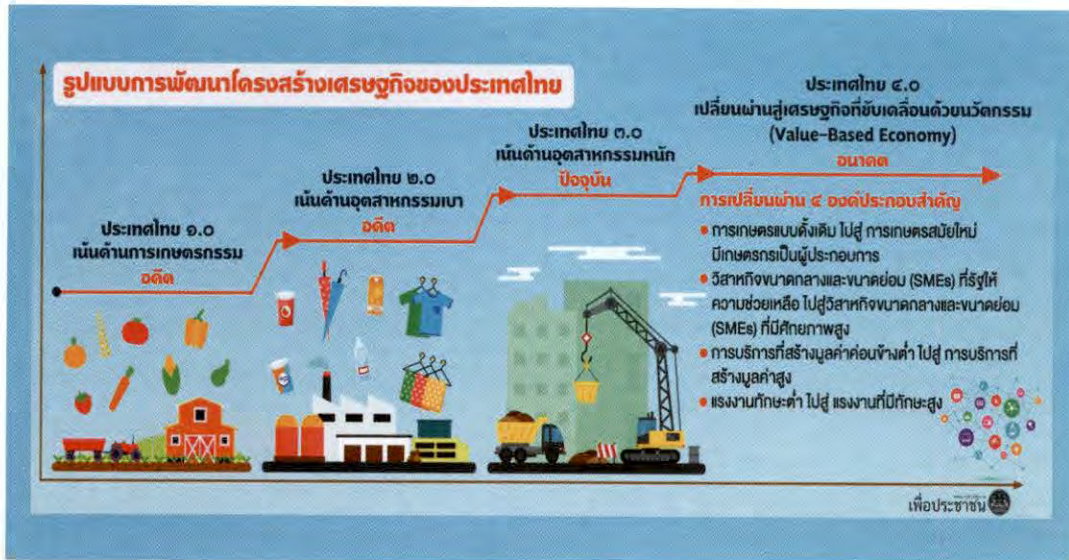 รูปแบบการพัฒนาโครงสร้างเศรษฐกิจของประเทศไทย
ประเทศไทย ๑.๐
เน้นด้านการเกษตรกรรม
อดีต
ประเทศไทย ๒.๐
เน้นด้านอุตสาหกรรมเบา
อดีต
ประเทศไทย ๓.๐
เน้นด้านอุตสาหกรรมหนัก
ปัจจุบัน
ประเทศไทย ๔.๐
เปลี่ยนผ่านสู่เศรษฐกิจที่ขับเคลื่อนด้วยนวัตกรรม
(Value-Based Economy)
อนาคต
การเปลี่ยนผ่าน ๔ องค์ประกอบสำคัญ
• การเกษตรแบบดั้งเดิม ไปสู่ การเกษตรสมัยใหม่
มีเกษตรกรเป็นผู้ประกอบการ
• วิสาหกิจขนาดกลางและขนาดย่อม (SMEs) ที่รัฐให้
ความช่วยเหลือ ไปสู่วิสาหกิจขนาดกลางและขนาดย่อม
(SMEs) ที่มีศักยภาพสูง
• การบริการที่สร้างมูลค่าค่อนข้างต่ำ ไปสู่ การบริการที่
สร้างมูลค่าสูง
• แรงงานทักษะต่ำ ไปสู่ แรงงานที่มีทักษะสูง
เพื่อประชาชน